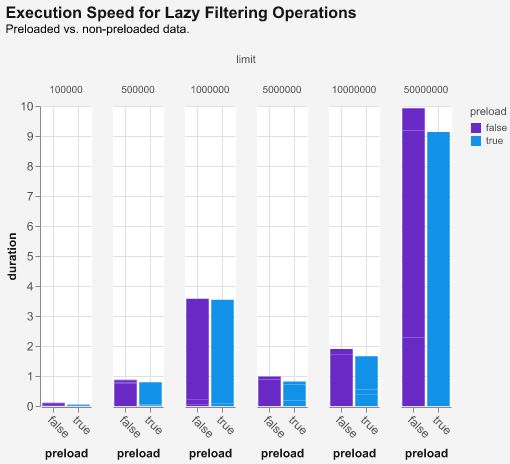 Execution Speed for Lazy Filtering Operations
Preloaded vs. non-preloaded data.
limit
100000 500000 1000000 5000000 10000000 50000000
preload
false
true
duration
10
9
8
7
6
5
4
3
2
1
0
false true false true false true false true false true false true
preload preload preload preload preload preload